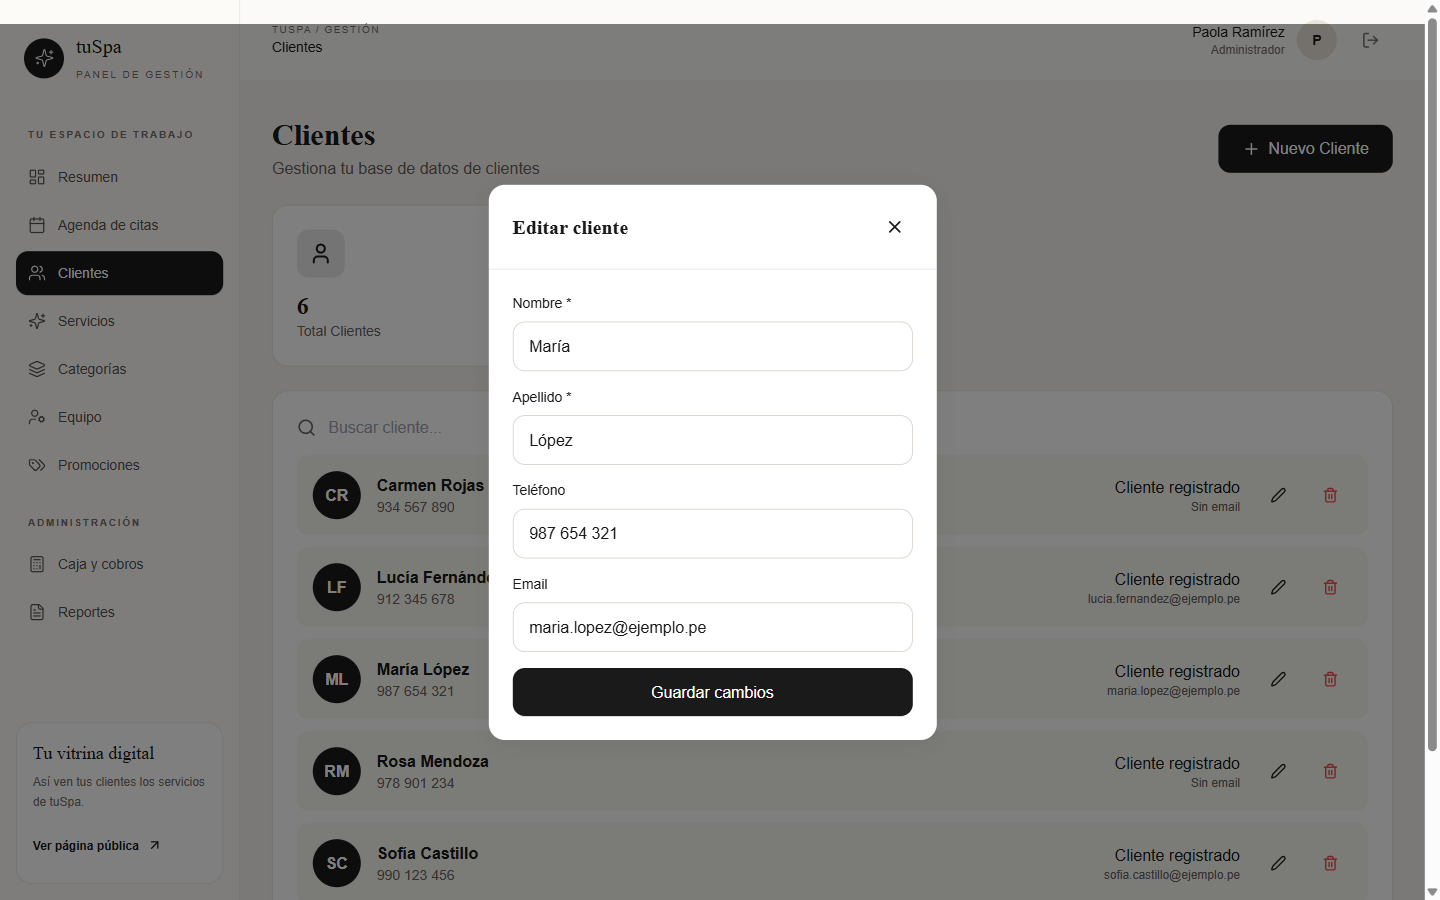 tuSpa
PANEL DE GESTIÓN
TU ESPACIO DE TRABAJO
Resumen
Agenda de citas
Clientes
Servicios
Categorías
Equipo
Promociones
ADMINISTRACIÓN
Caja y cobros
Reportes
Tu vitrina digital
Así ven tus clientes los servicios
de tuSpa.
Ver página pública
TUSPA / GESTIÓN
Clientes
Paola Ramírez
Administrador
P
Clientes
Gestiona tu base de datos de clientes
+ Nuevo Cliente
6
Total Clientes
Buscar cliente...
CR
Carmen Rojas
934 567 890
Cliente registrado
Sin email
LF
Lucía Fernánd
912 345 678
Cliente registrado
lucia.fernandez@ejemplo.pe
ML
María López
987 654 321
Cliente registrado
maria.lopez@ejemplo.pe
RM
Rosa Mendoza
978 901 234
Cliente registrado
Sin email
SC
Sofía Castillo
990 123 456
Cliente registrado
sofia.castillo@ejemplo.pe
Editar cliente
Nombre *
María
Apellido *
López
Teléfono
987 654 321
Email
maria.lopez@ejemplo.pe
Guardar cambios